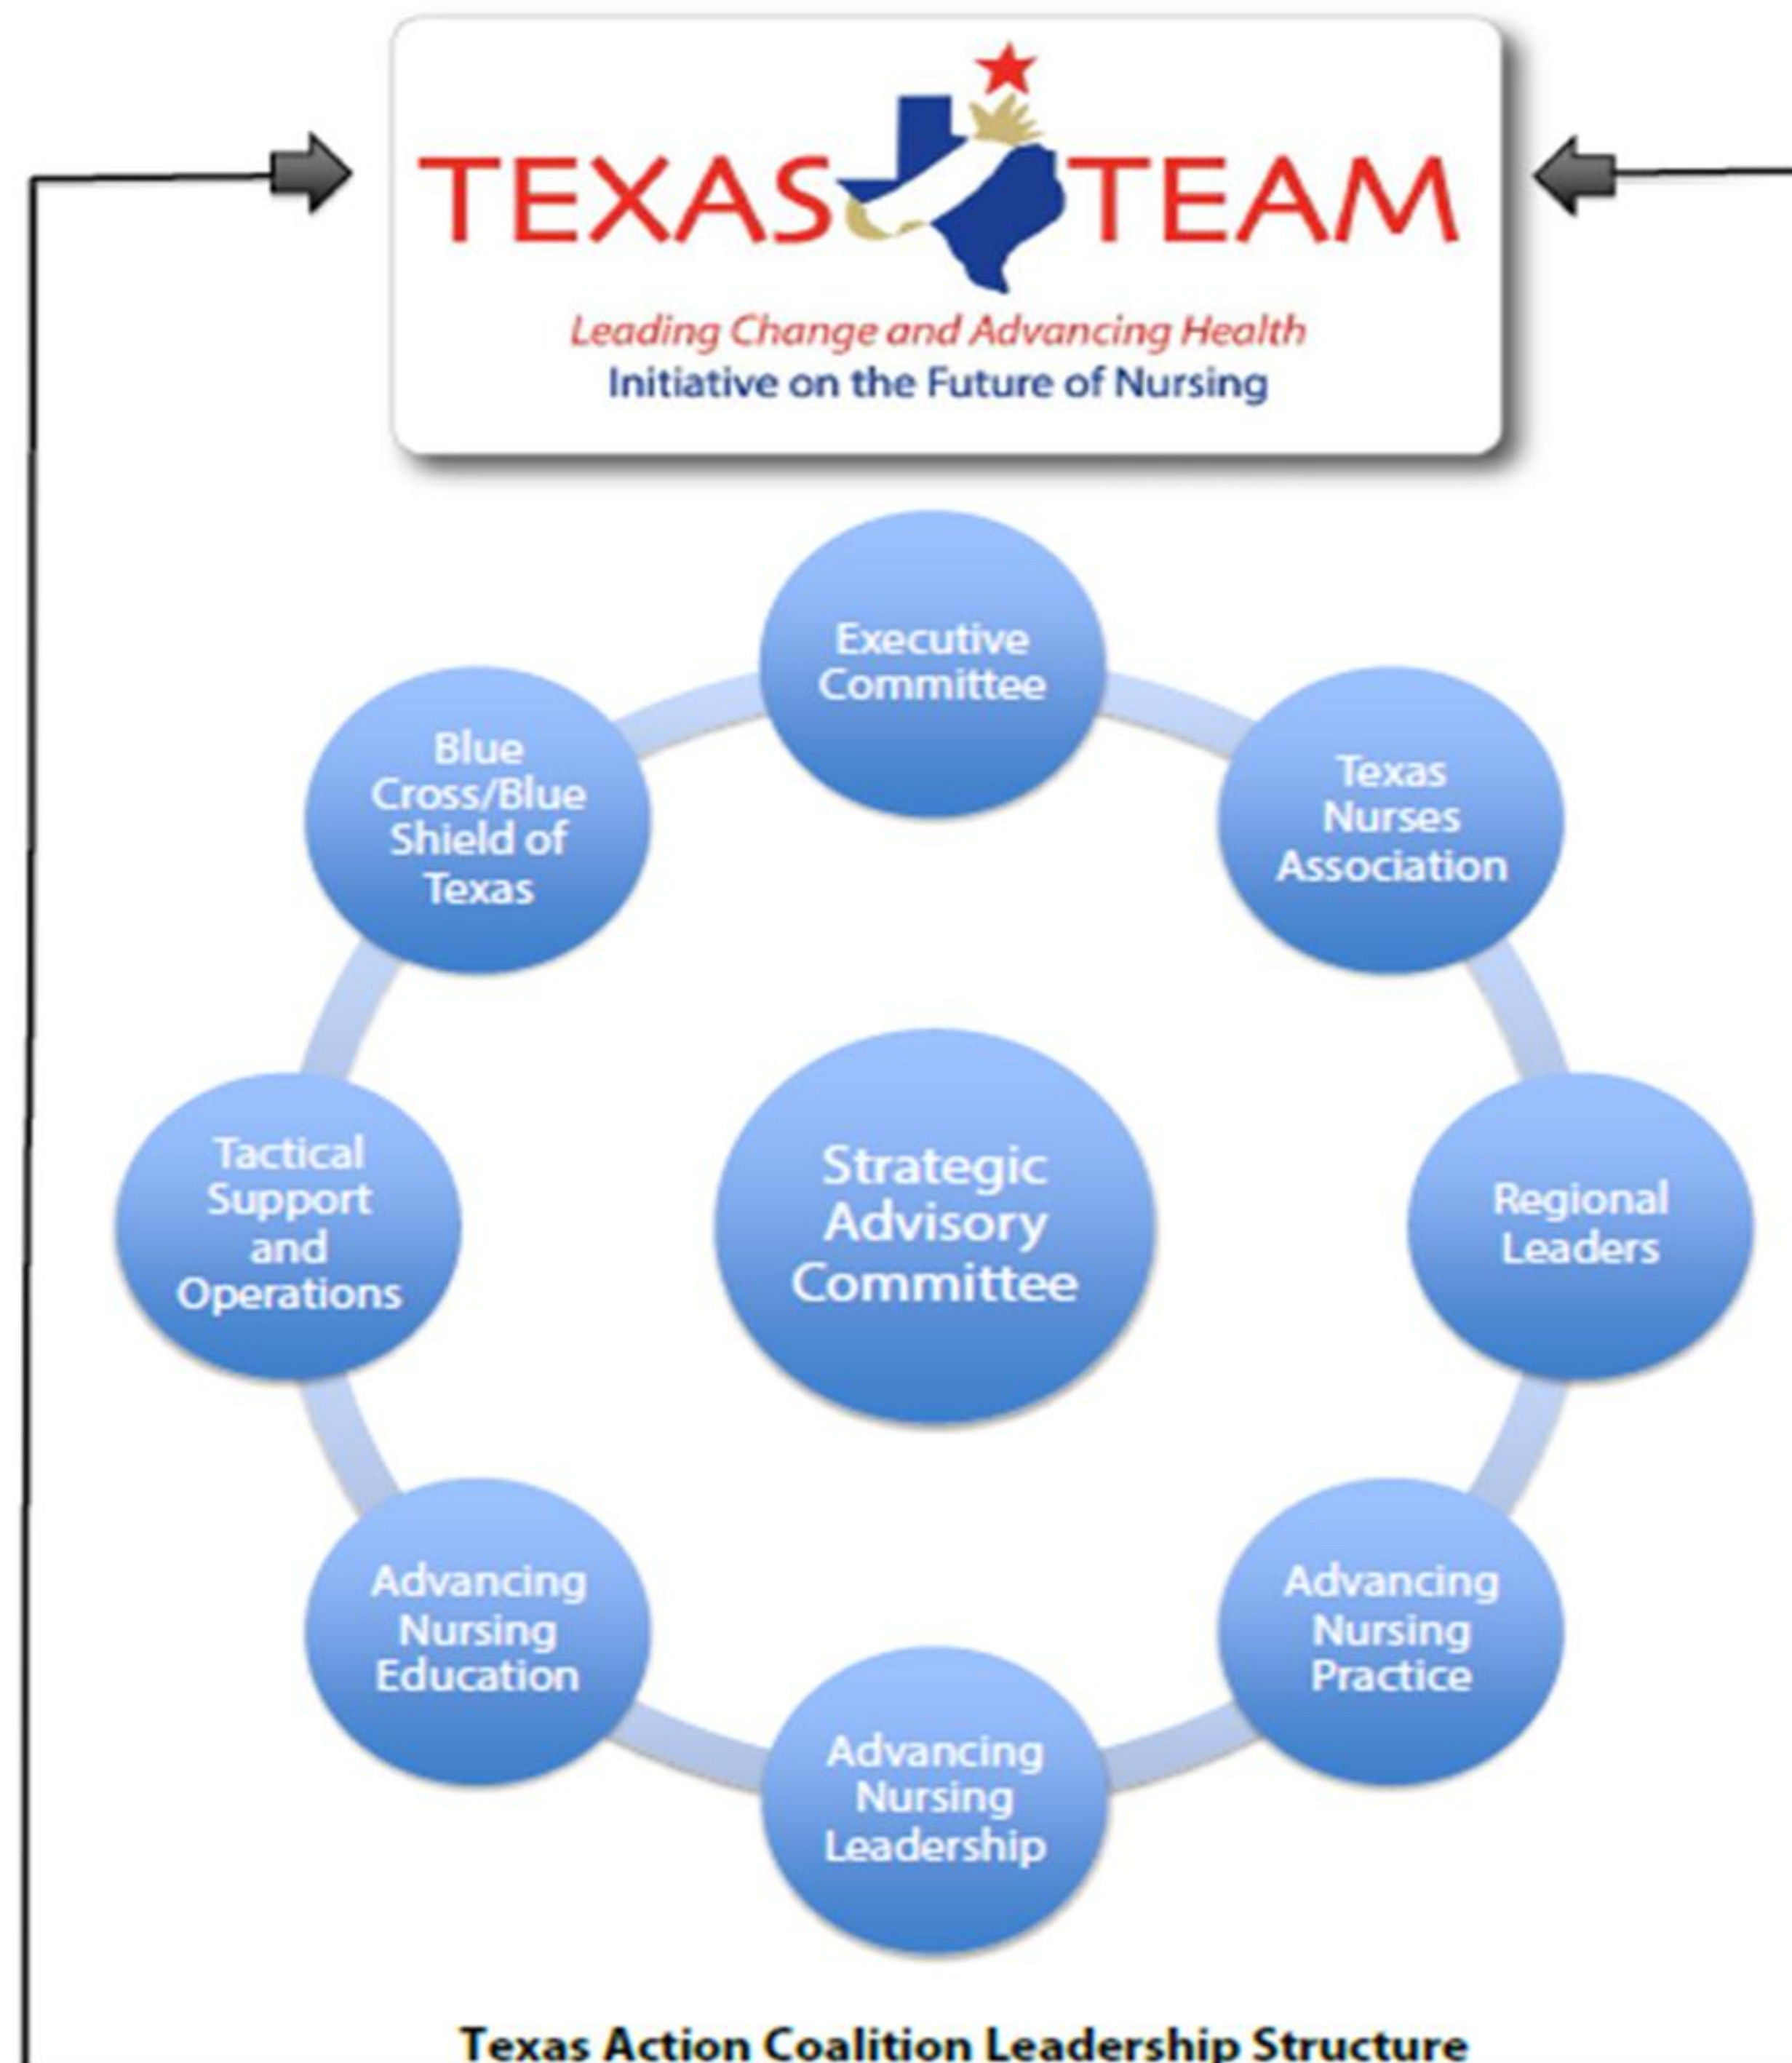 TEXAS TEAM
Leading Change and Advancing Health
Initiative on the Future of Nursing
Executive
Committee
Blue
Cross/Blue
Shield of
Texas
Texas
Nurses
Association
Tactical
Support
and
Operations
Strategic
Advisory
Committee
Regional
Leaders
Advancing
Nursing
Education
Advancing
Nursing
Leadership
Advancing
Nursing
Practice
Texas Action Coalition Leadership Structure